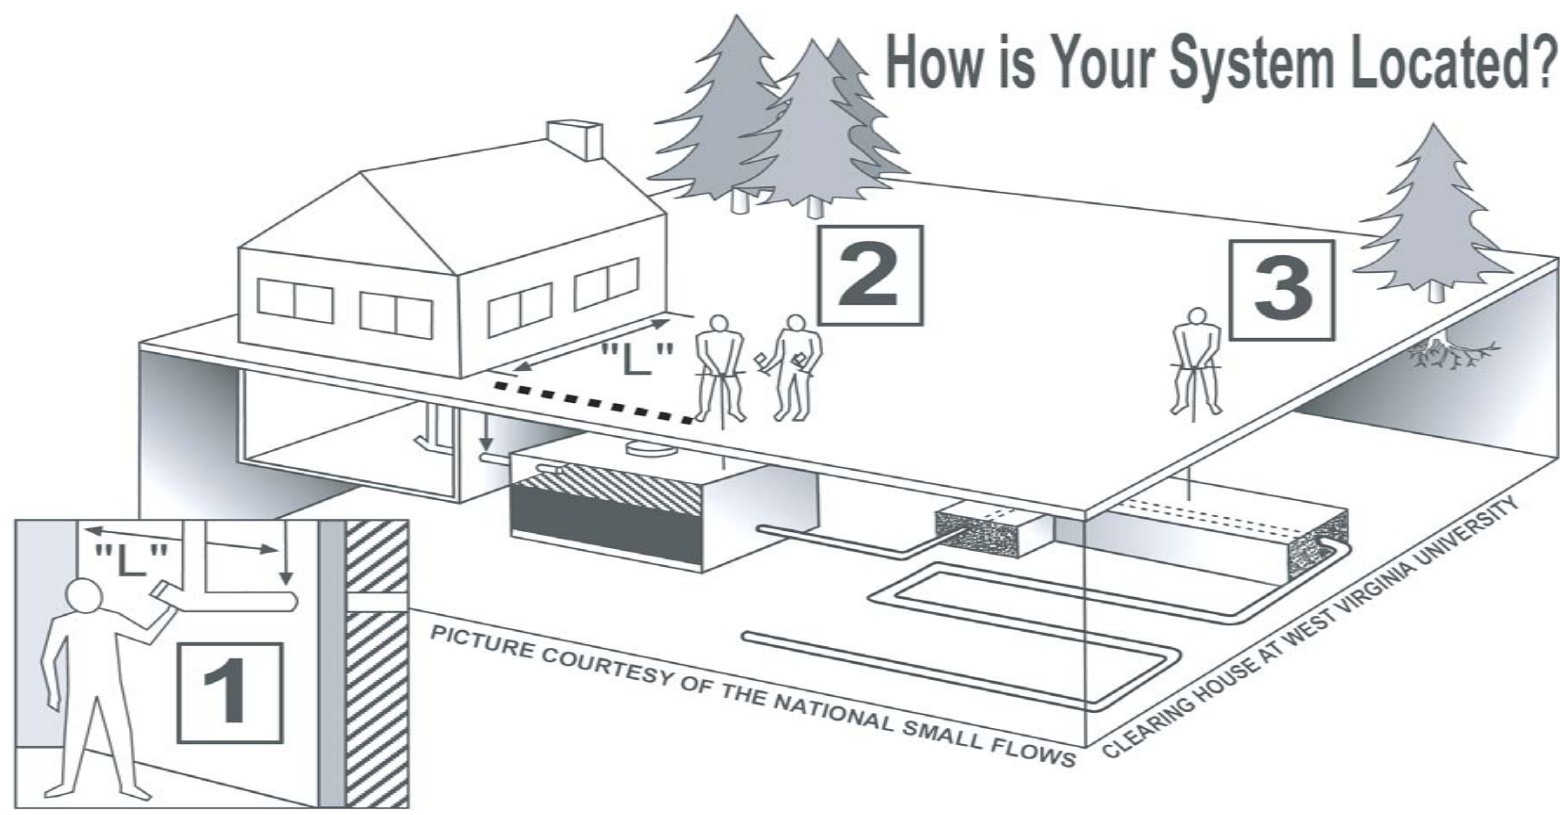 How is Your System Located?
2
3
"L"
"L"
1
PICTURE COURTESY OF THE NATIONAL SMALL FLOWS
CLEARING HOUSE AT WEST VIRGINIA UNIVERSITY